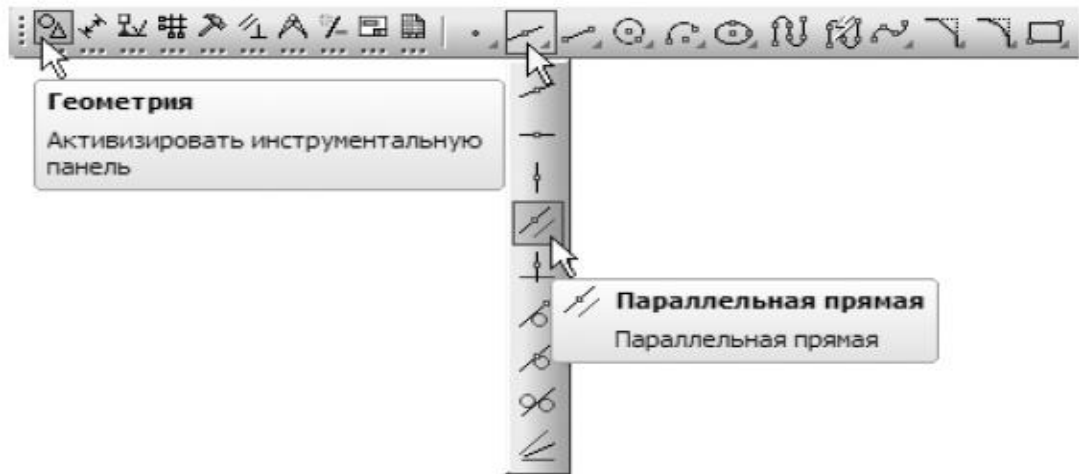 Геометрия
Активизировать инструментальную
панель
Параллельная прямая
Параллельная прямая